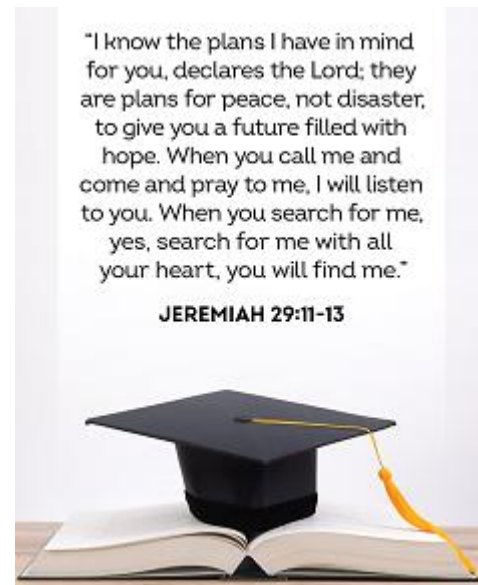 “I know the plans I have in mind
for you, declares the Lord; they
are plans for peace, not disaster,
to give you a future filled with
hope. When you call me and
come and pray to me, I will listen
to you. When you search for me,
yes, search for me with all
your heart, you will find me.”
JEREMIAH 29:11-13